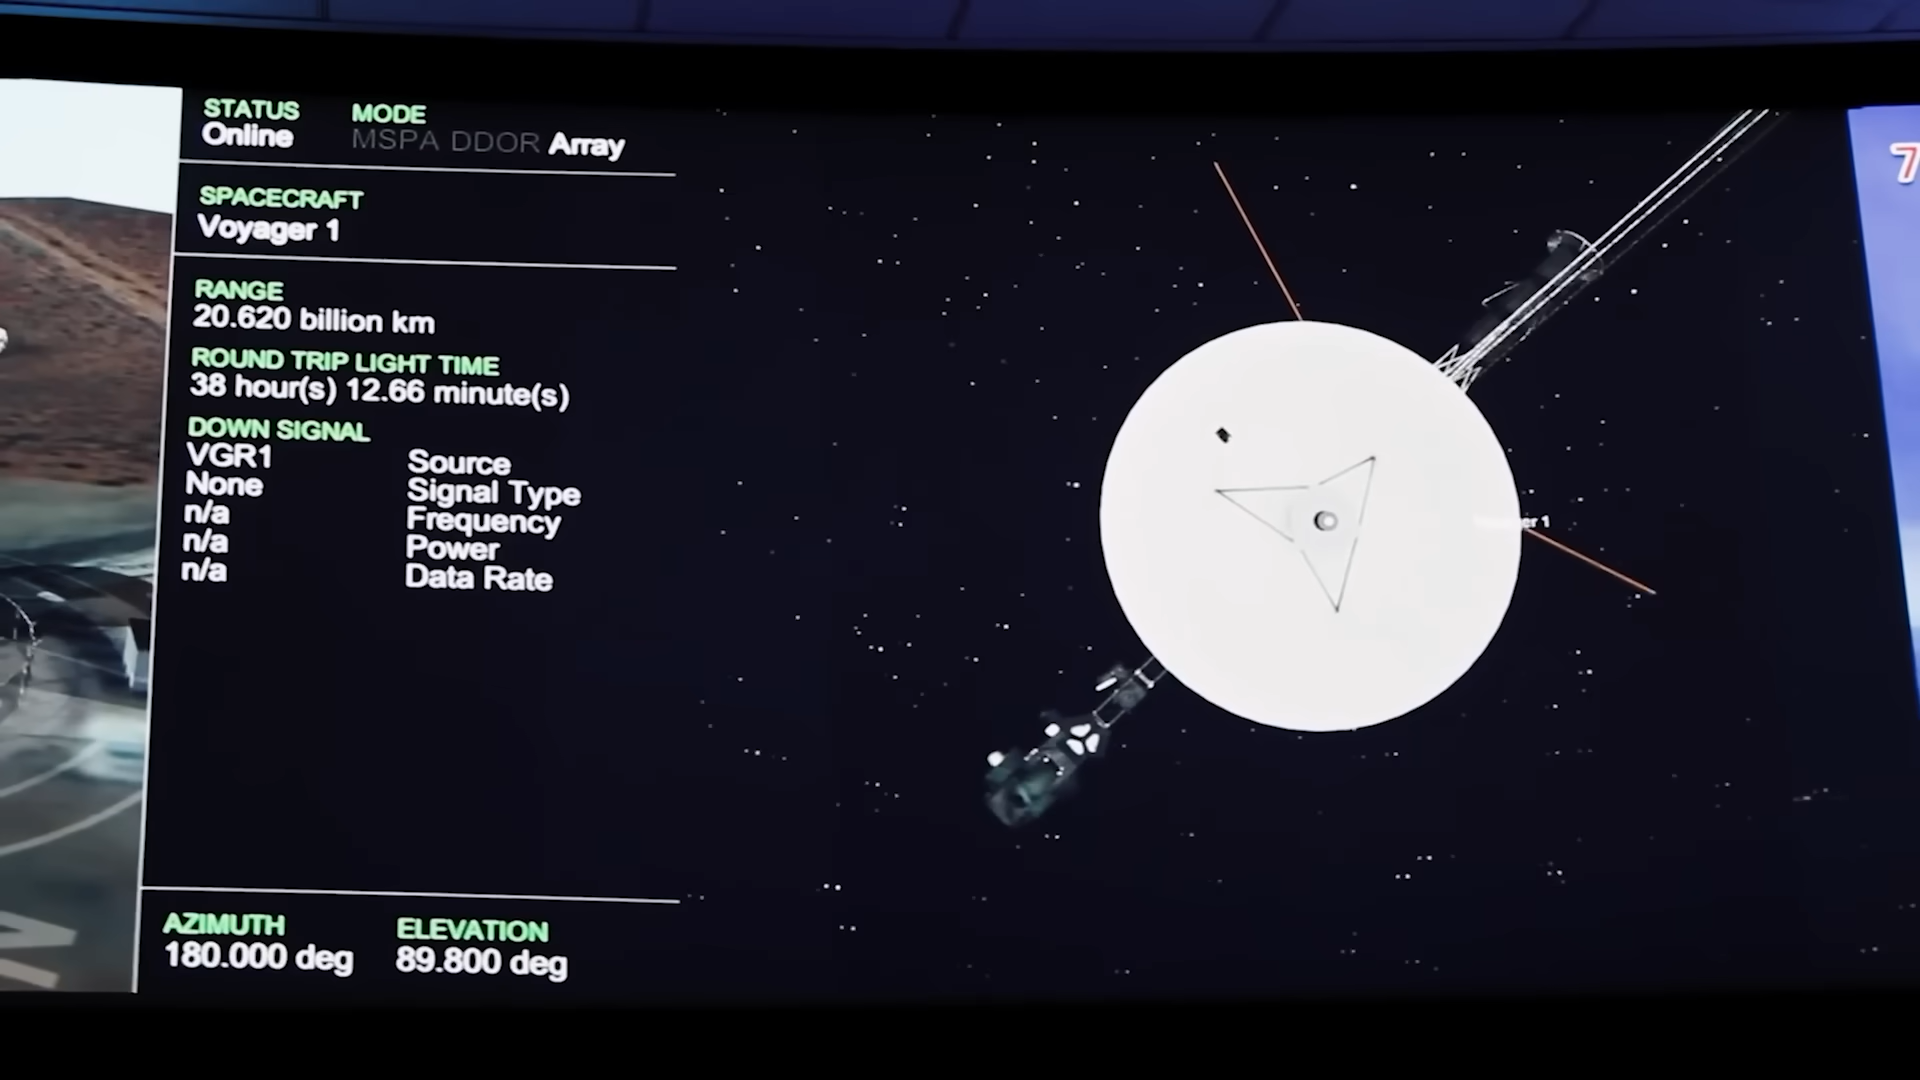 STATUS MODE
Online MSPA DDOR Array
SPACECRAFT
Voyager 1
RANGE
20.620 billion km
ROUND TRIP LIGHT TIME
38 hour(s) 12.66 minute(s)
DOWN SIGNAL
VGR1 Source
None Signal Type
n/a Frequency
n/a Power
n/a Data Rate
AZIMUTH ELEVATION
180.000 deg 89.800 deg
7